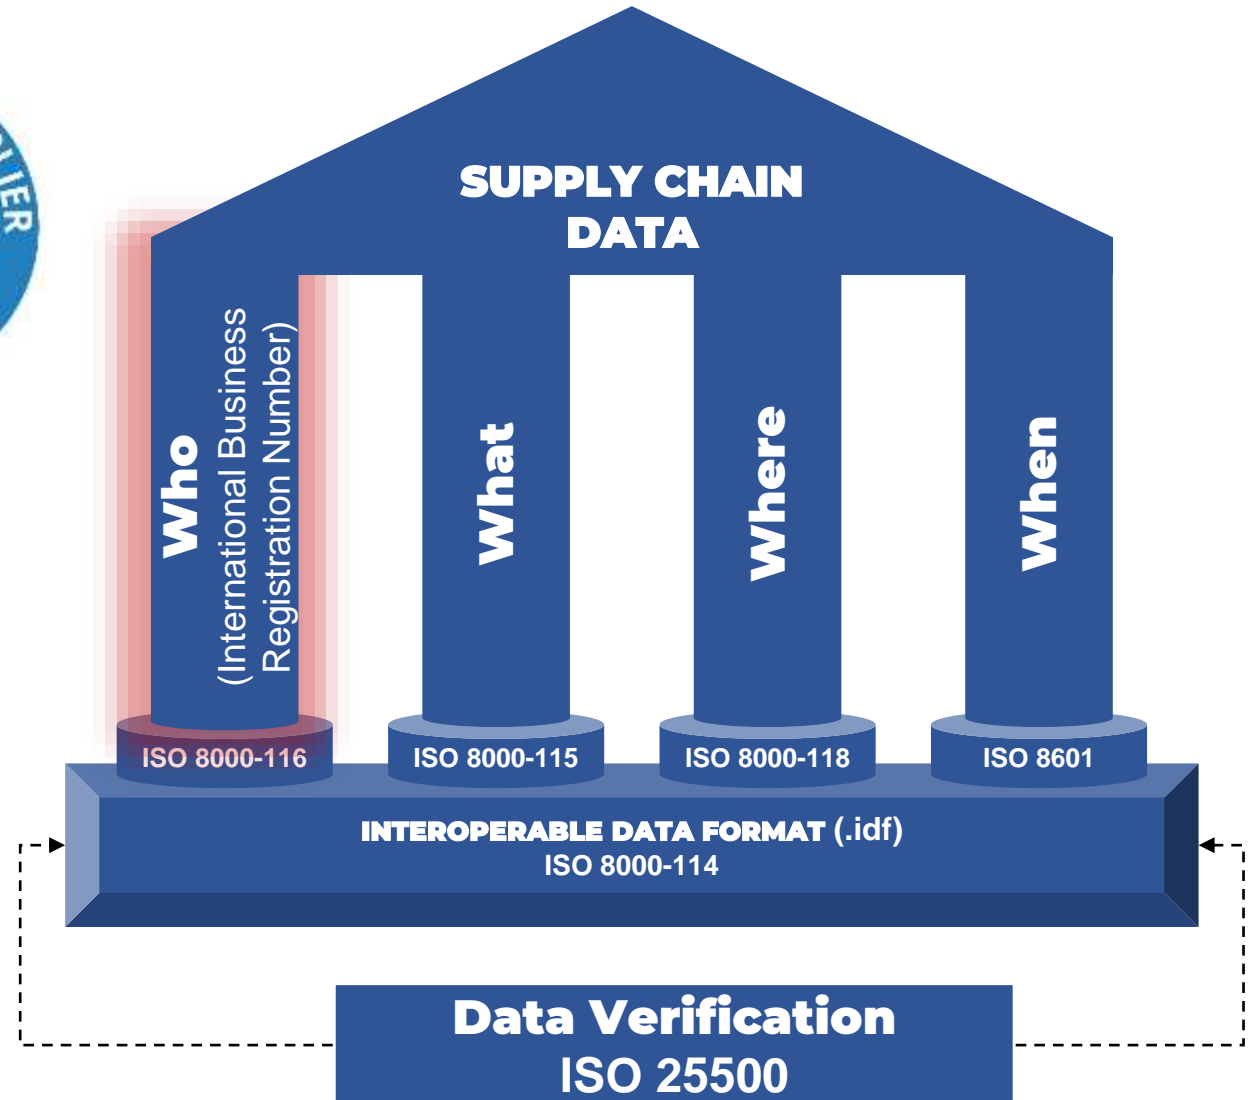 SUPPLY CHAIN
DATA
Who
(International Business
Registration Number)
What
Where
When
ISO 8000-116
ISO 8000-115
ISO 8000-118
ISO 8601
INTEROPERABLE DATA FORMAT (.idf)
ISO 8000-114
Data Verification
ISO 25500